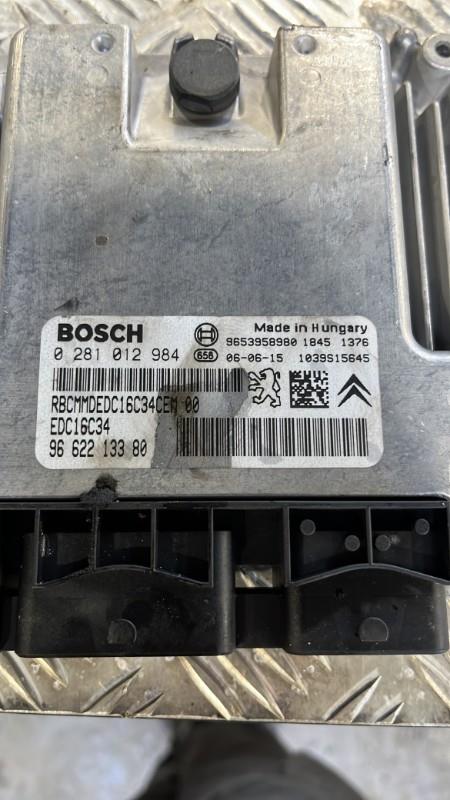 BOSCH
Made in Hungary
0 281 012 984
9653958980 1845 1376
656 06-06-15 1039S15645
RBCMMDEDC16C34CEM 00
EDC16C34
96 622 133 80